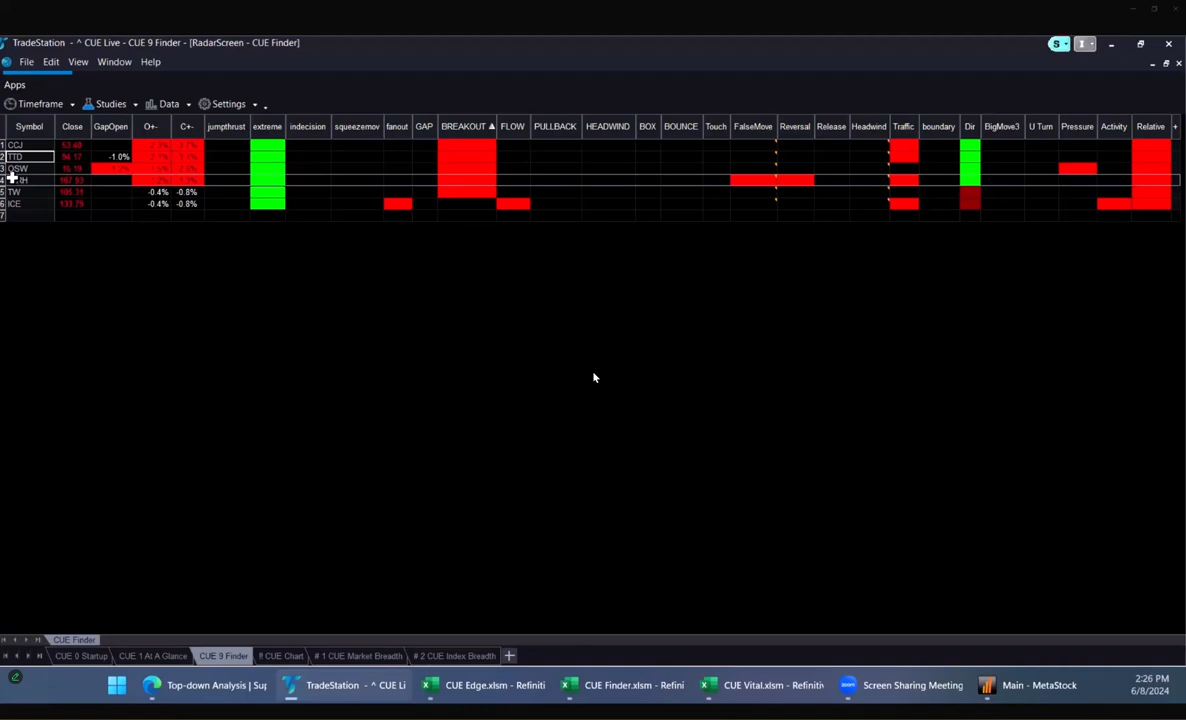 TradeStation - ^ CUE Live - CUE 9 Finder - [RadarScreen - CUE Finder]
S
I
File Edit View Window Help
Apps
Timeframe Studies Data Settings
Symbol Close GapOpen O+- C+- jumpthrust extreme indecision squeezemov fanout GAP BREAKOUT FLOW PULLBACK HEADWIND BOX BOUNCE Touch FalseMove Reversal Release Headwind Traffic boundary Dir BigMove3 U Turn Pressure Activity Relative +
1 CCJ
2 TTD 94.17 -1.0%
3
4
5 TW -0.4% -0.8%
6 ICE 133.79 -0.4% -0.8%
7
CUE Finder
CUE 0 Startup CUE 1 At A Glance CUE 9 Finder !! CUE Chart # 1 CUE Market Breadth # 2 CUE Index Breadth +
Top-down Analysis | Sup TradeStation - ^ CUE Li CUE Edge.xlsm - Refiniti CUE Finder.xlsm - Refini CUE Vital.xlsm - Refinitiv zoom Screen Sharing Meeting Main - MetaStock
2:26 PM
6/8/2024